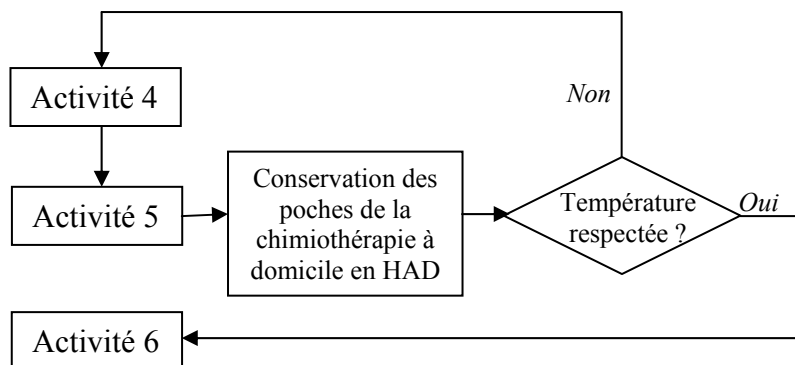 Activité 4
Non
Activité 5
Conservation des
poches de la
chimiothérapie à
domicile en HAD
Température
respectée ?
Oui
Activité 6